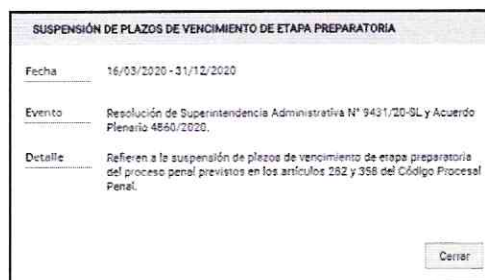 SUSPENSIÓN DE PLAZOS DE VENCIMIENTO DE ETAPA PREPARATORIA
Fecha 16/03/2020 - 31/12/2020
Evento Resolución de Superintendencia Administrativa N° 9431/20-SL y Acuerdo
Plenario 4860/2020.
Detalle Refieren a la suspensión de plazos de vencimiento de etapa preparatoria
del proceso penal previstos en los artículos 282 y 358 del Código Procesal
Penal.
Cerrar